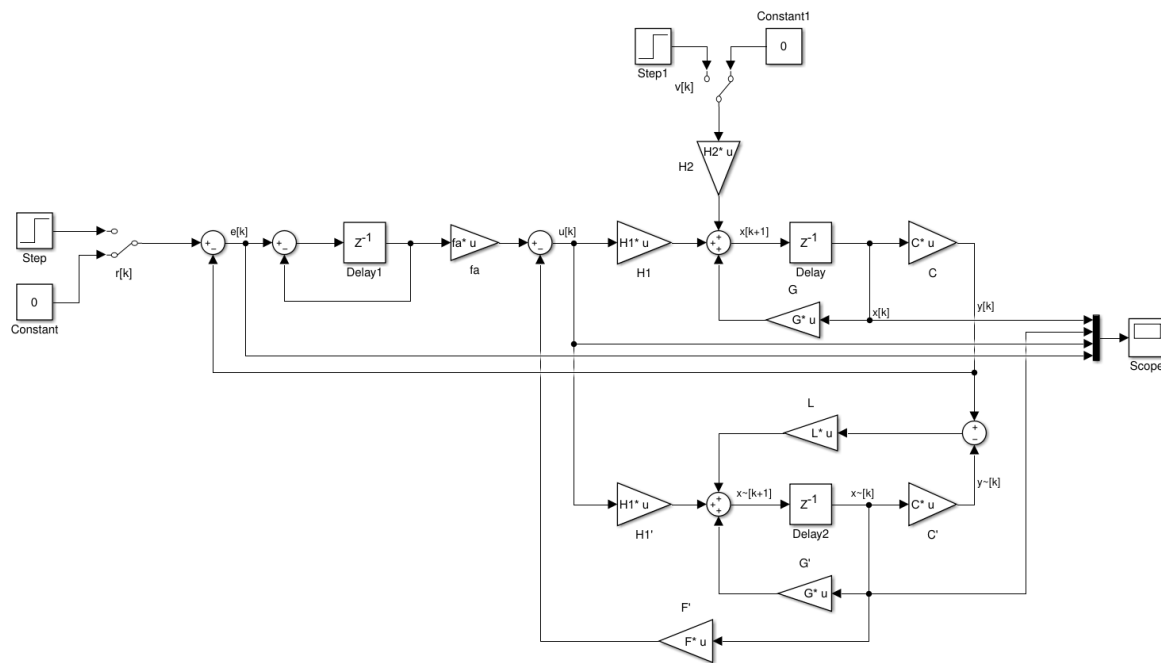 Constant1
0
Step1
v[k]
H2* u
H2
Step
r[k]
0
Constant
+
−
e[k]
+
−
Z⁻¹
Delay1
fa* u
fa
+
−
u[k]
H1* u
H1
+
+
+
x[k+1]
Z⁻¹
Delay
C* u
C
G
G* u
x[k]
y[k]
Scope
L
L* u
+
−
H1* u
H1'
+
+
+
x~[k+1]
Z⁻¹
Delay2
x~[k]
C* u
C'
y~[k]
G'
G* u
F'
F* u